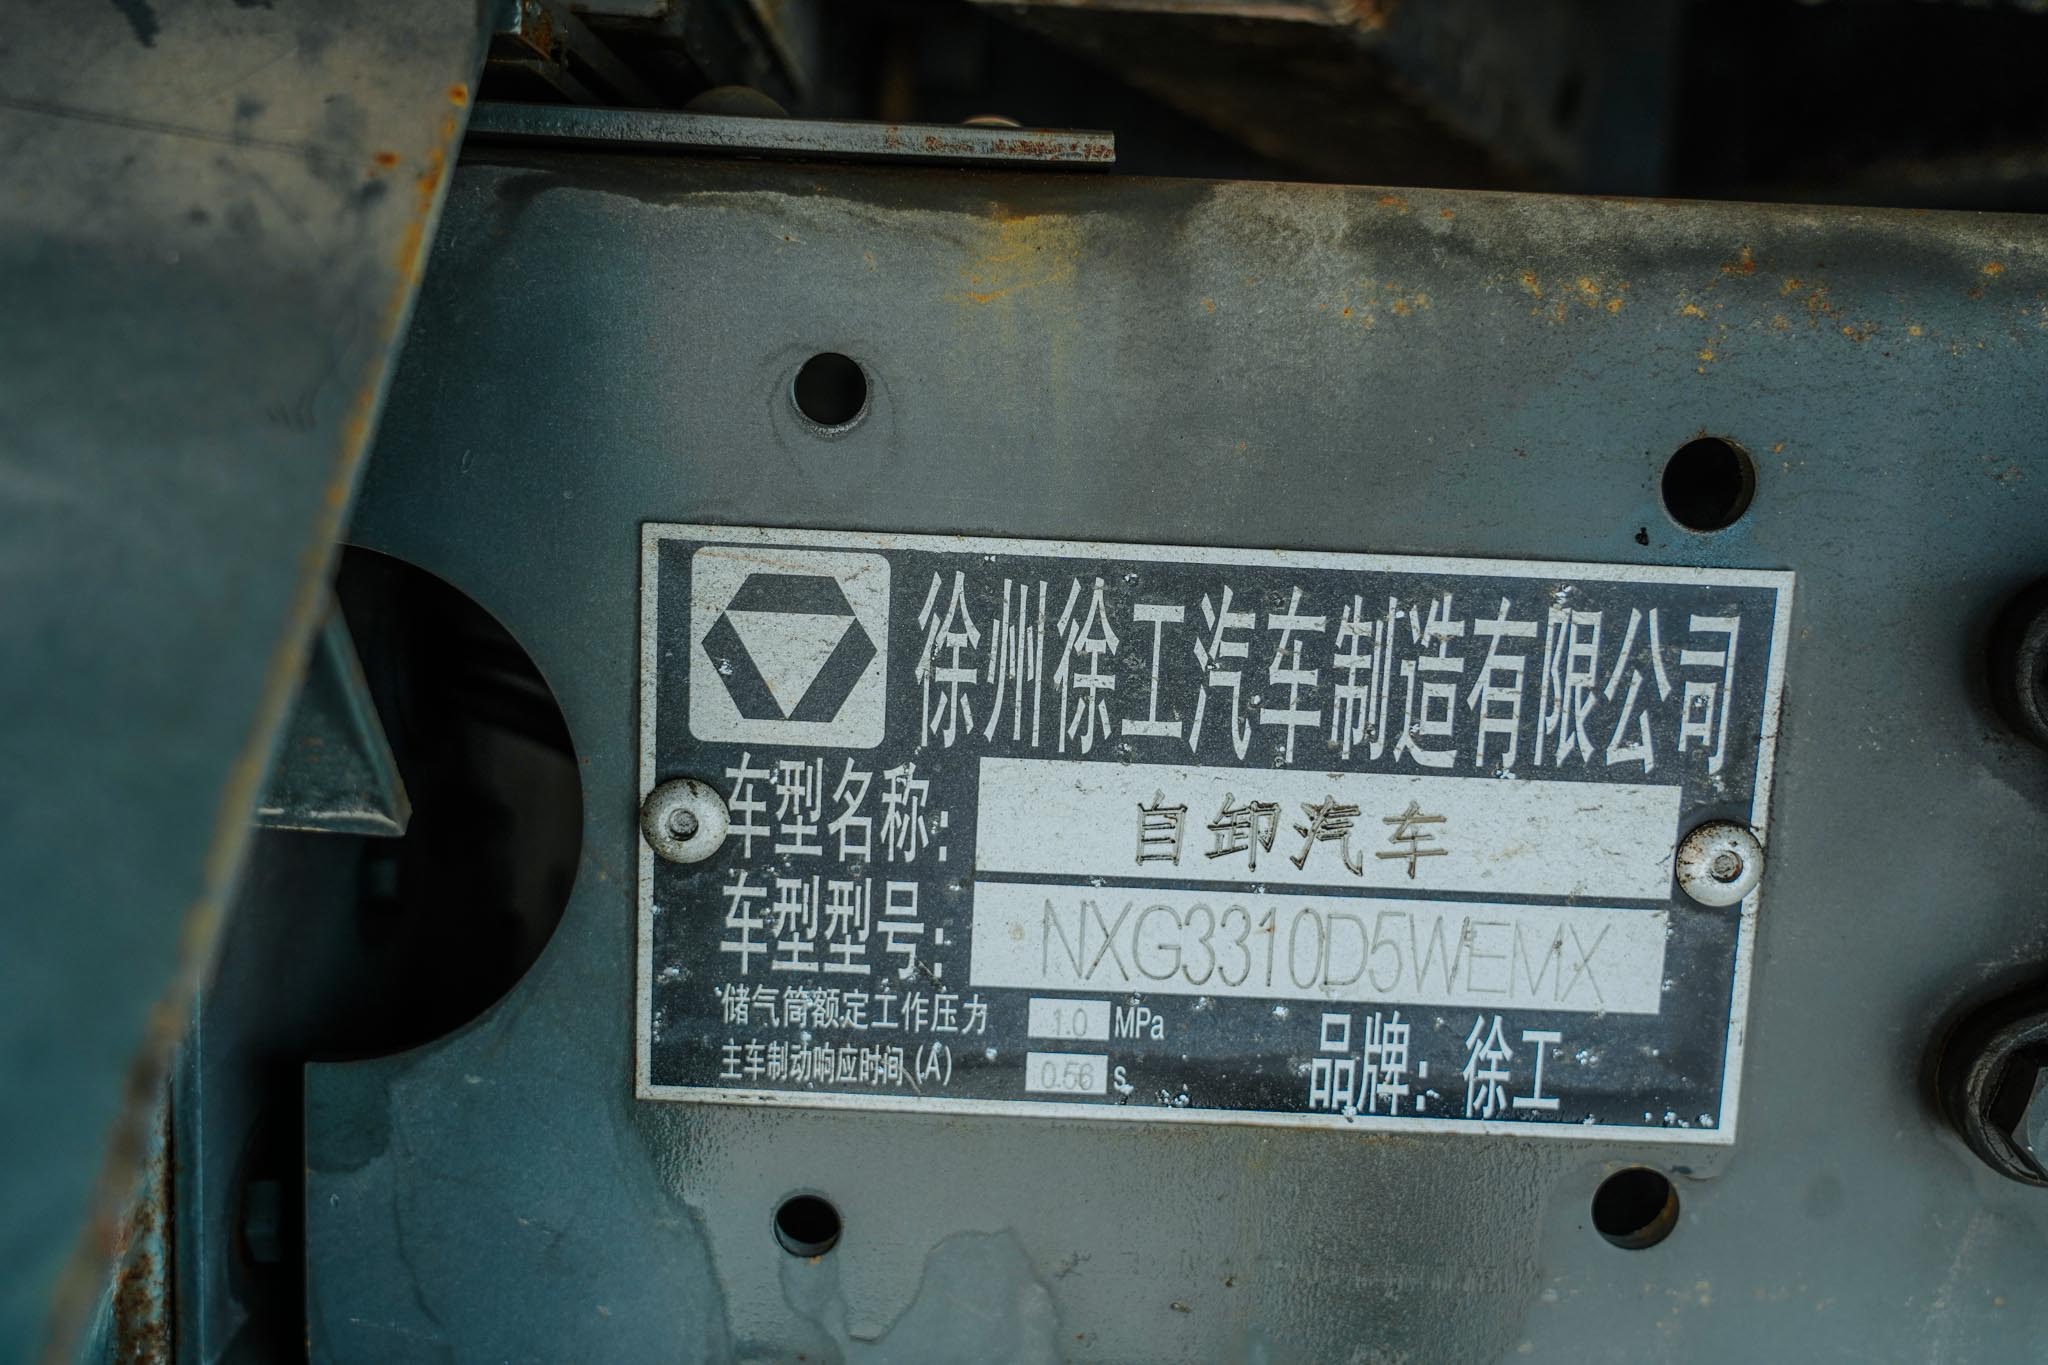 徐州徐工汽车制造有限公司
车型名称: 自卸汽车
车型型号: NXG3310D5WEMX
储气筒额定工作压力 1.0 MPa
主车制动响应时间(A) 0.56 s
品牌: 徐工